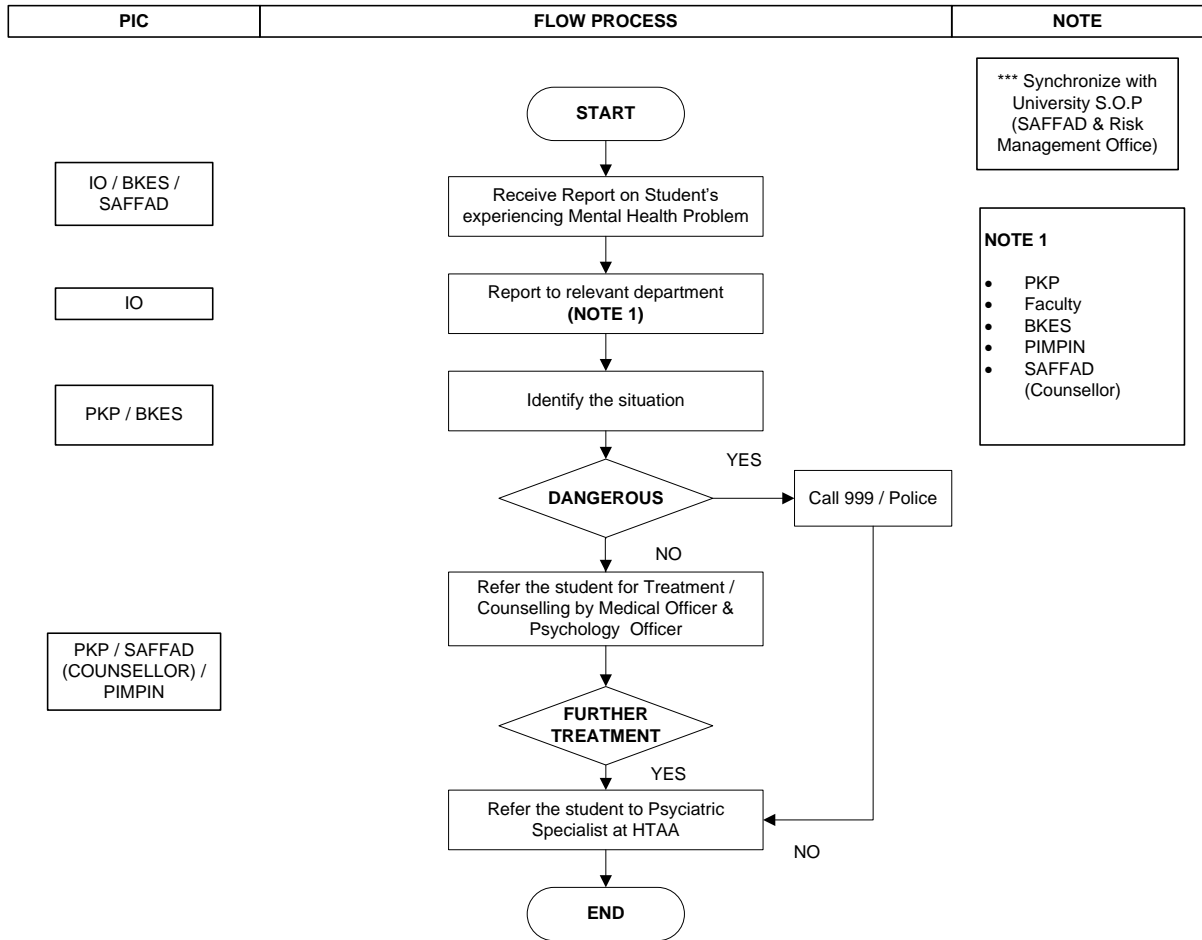 PIC
FLOW PROCESS
NOTE
*** Synchronize with
University S.O.P
(SAFFAD & Risk
Management Office)
START
IO / BKES /
SAFFAD
Receive Report on Student's
experiencing Mental Health Problem
NOTE 1
• PKP
• Faculty
• BKES
• PIMPIN
• SAFFAD
(Counsellor)
IO
Report to relevant department
(NOTE 1)
PKP / BKES
Identify the situation
DANGEROUS
YES
Call 999 / Police
NO
Refer the student for Treatment /
Counselling by Medical Officer &
Psychology Officer
PKP / SAFFAD
(COUNSELLOR) /
PIMPIN
FURTHER
TREATMENT
YES
Refer the student to Psyciatric
Specialist at HTAA
NO
END